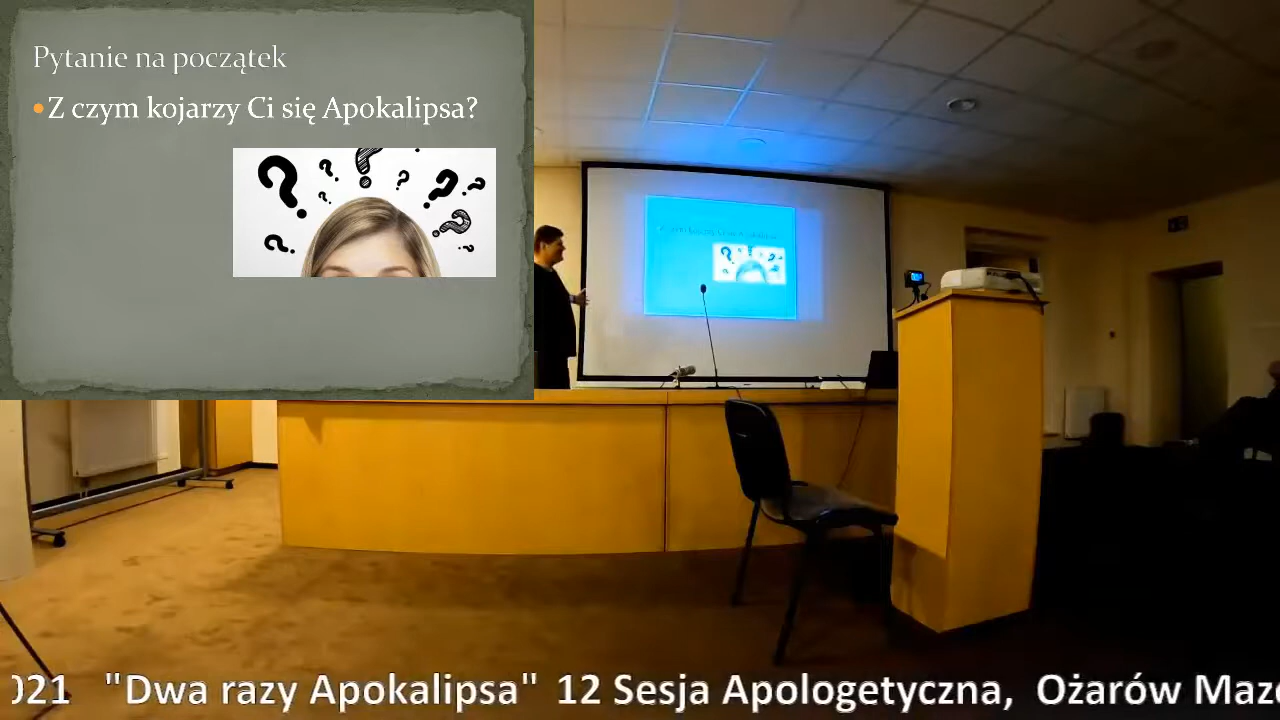 Pytanie na początek
Z czym kojarzy Ci się Apokalipsa?
021 "Dwa razy Apokalipsa" 12 Sesja Apologetyczna, Ożarów Maz